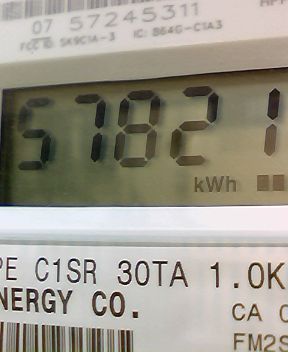 07 57245311
FCC ID SK9C1A-3 IC: 864G-C1A3
57821
kWh
PE C1SR 30TA 1.0K
NERGY CO.
CA 0
FM2S